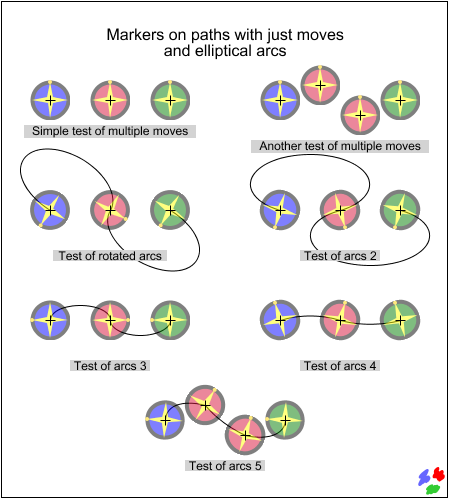 Markers on paths with just moves
and elliptical arcs
Simple test of multiple moves
Another test of multiple moves
Test of rotated arcs
Test of arcs 2
Test of arcs 3
Test of arcs 4
Test of arcs 5